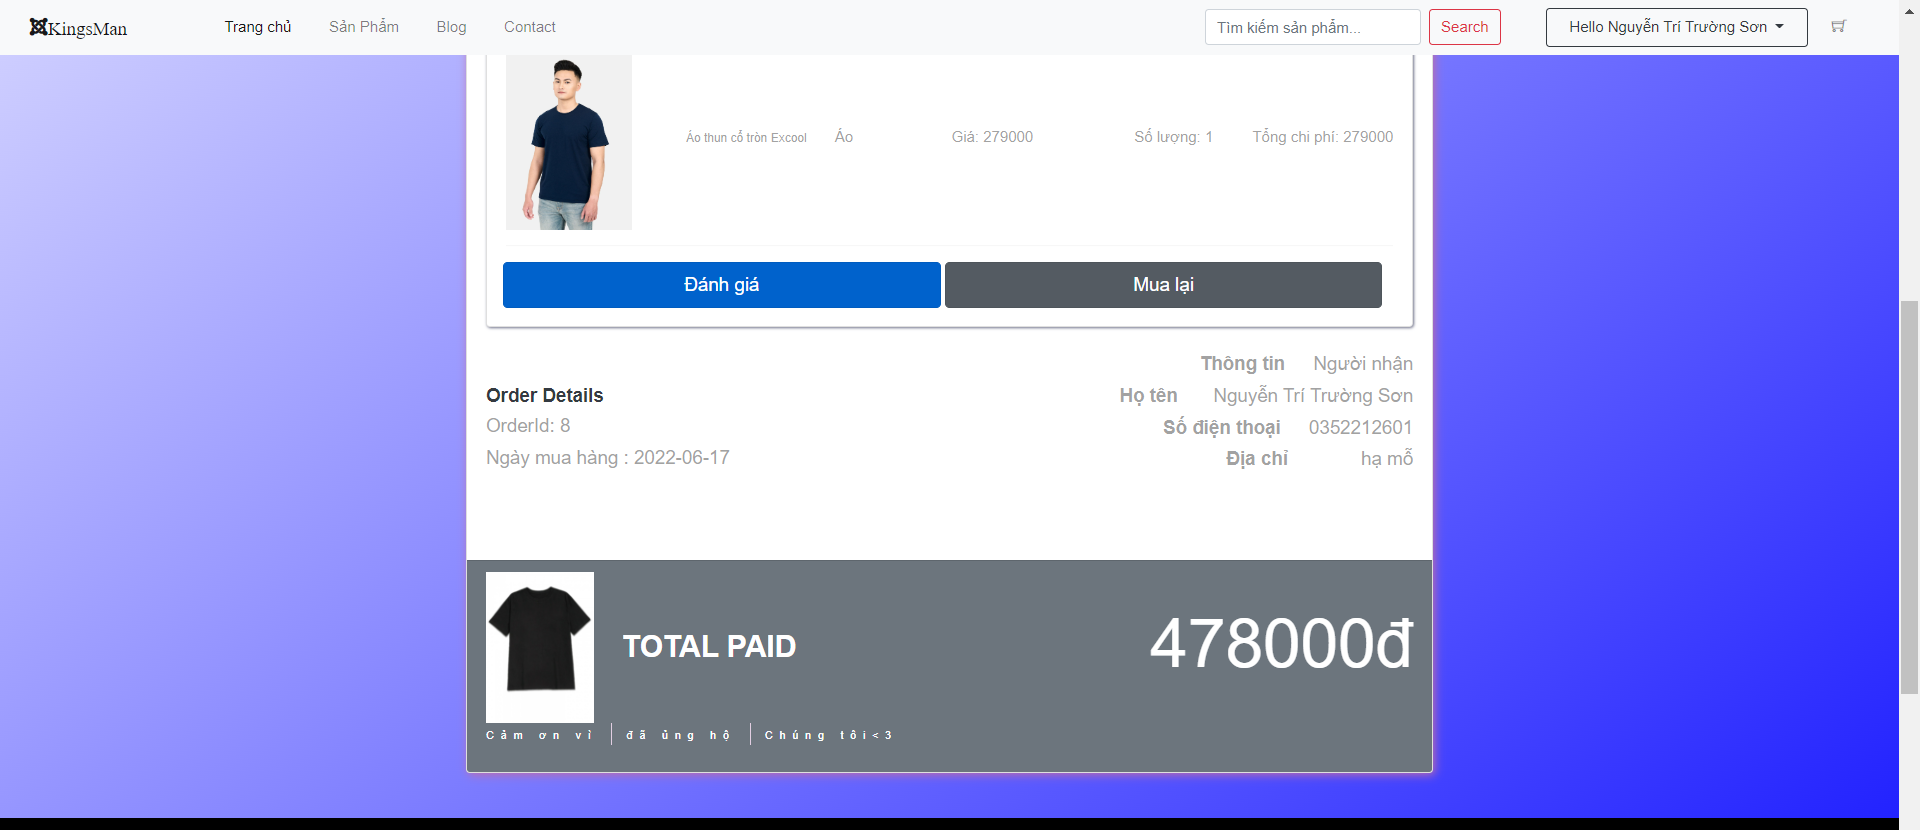 KingsMan Trang chủ Sản Phẩm Blog Contact Tìm kiếm sản phẩm... Search Hello Nguyễn Trí Trường Sơn
Áo thun cổ tròn Excool Áo Giá: 279000 Số lượng: 1 Tổng chi phí: 279000
Đánh giá Mua lại
Thông tin Người nhận
Order Details Họ tên Nguyễn Trí Trường Sơn
OrderId: 8 Số điện thoại 0352212601
Ngày mua hàng : 2022-06-17 Địa chỉ hạ mỗ
TOTAL PAID 478000đ
Cảm ơn vì đã ủng hộ Chúng tôi<3